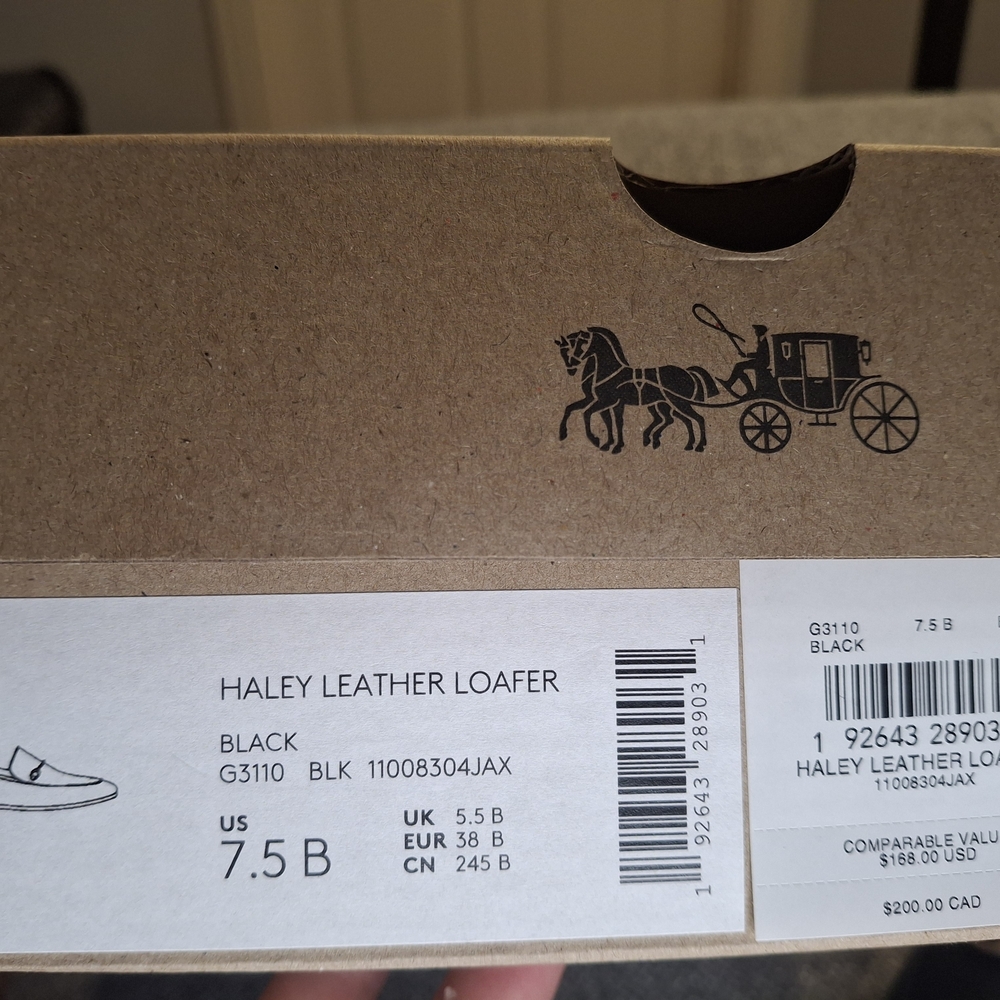 HALEY LEATHER LOAFER
BLACK
G3110 BLK 11008304JAX
US
7.5 B
UK 5.5 B
EUR 38 B
CN 245 B
1 92643 28903 1
G3110 7.5 B
BLACK
1 92643 28903
HALEY LEATHER
11008304JAX
COMPARABLE
$168.00 USD
$200.00 CAD